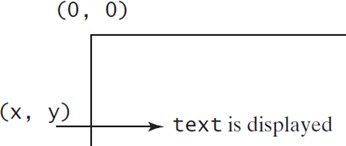 (0, 0)
(x, y)
text is displayed